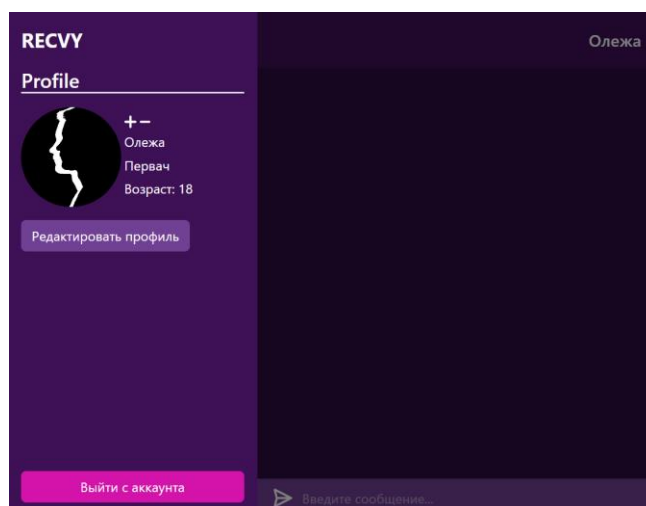 RECVY
Олежа
Profile
+ −
Олежа
Первач
Возраст: 18
Редактировать профиль
Выйти с аккаунта
Введите сообщение...